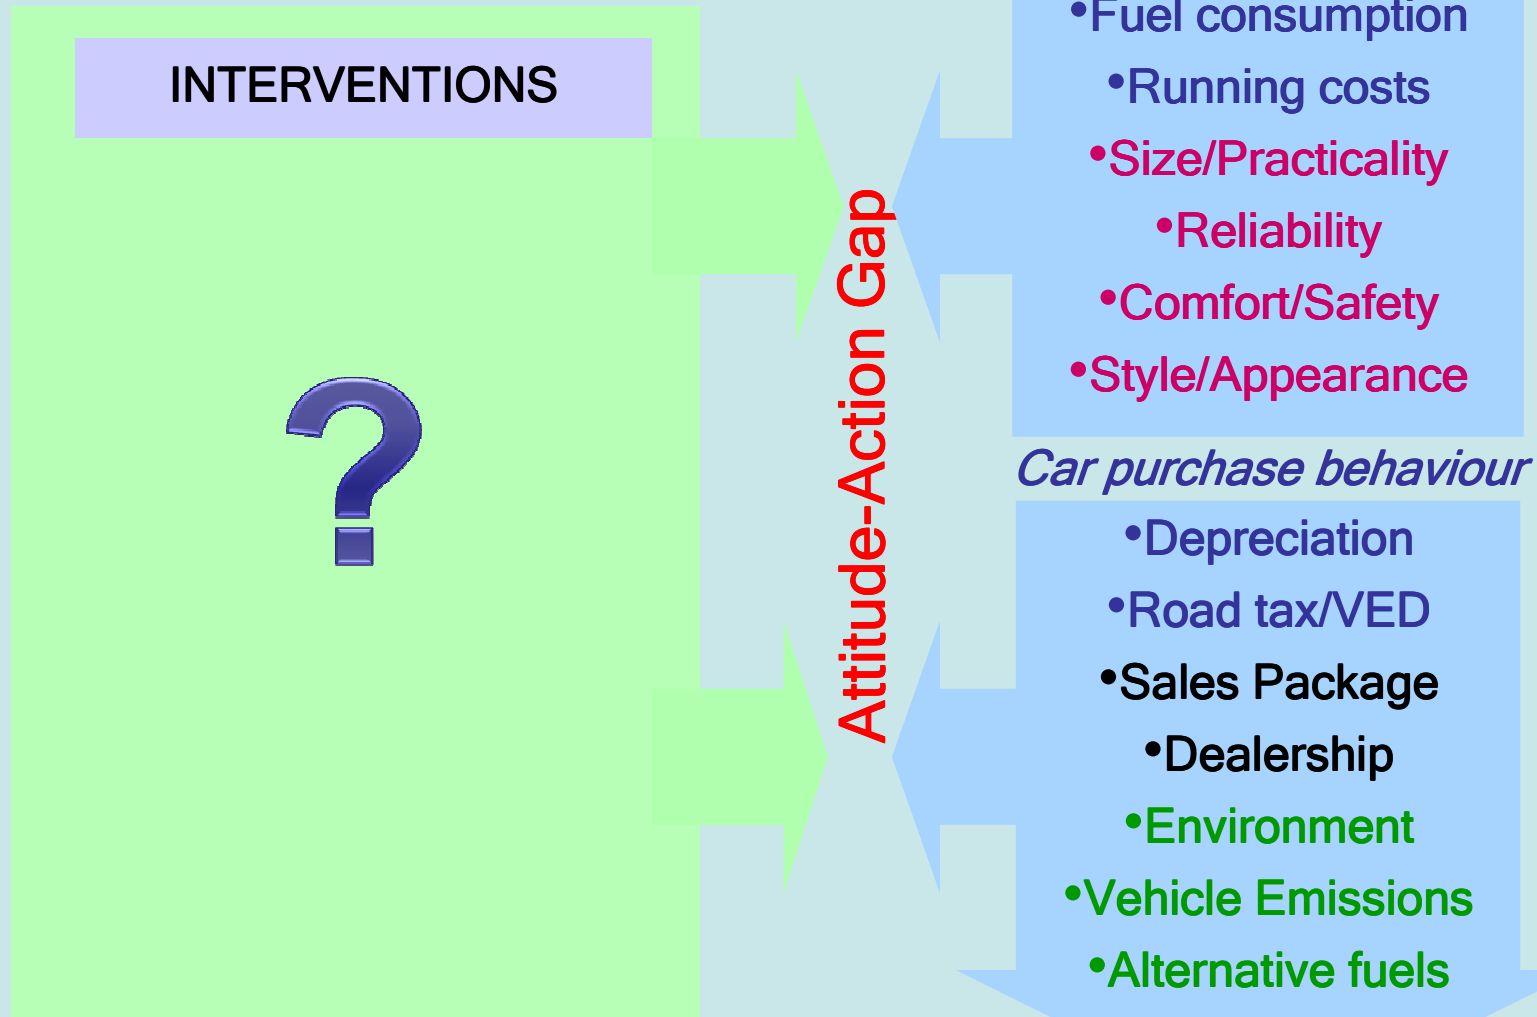 INTERVENTIONS
?
Attitude-Action Gap
•Fuel consumption
•Running costs
•Size/Practicality
•Reliability
•Comfort/Safety
•Style/Appearance
Car purchase behaviour
•Depreciation
•Road tax/VED
•Sales Package
•Dealership
•Environment
•Vehicle Emissions
•Alternative fuels